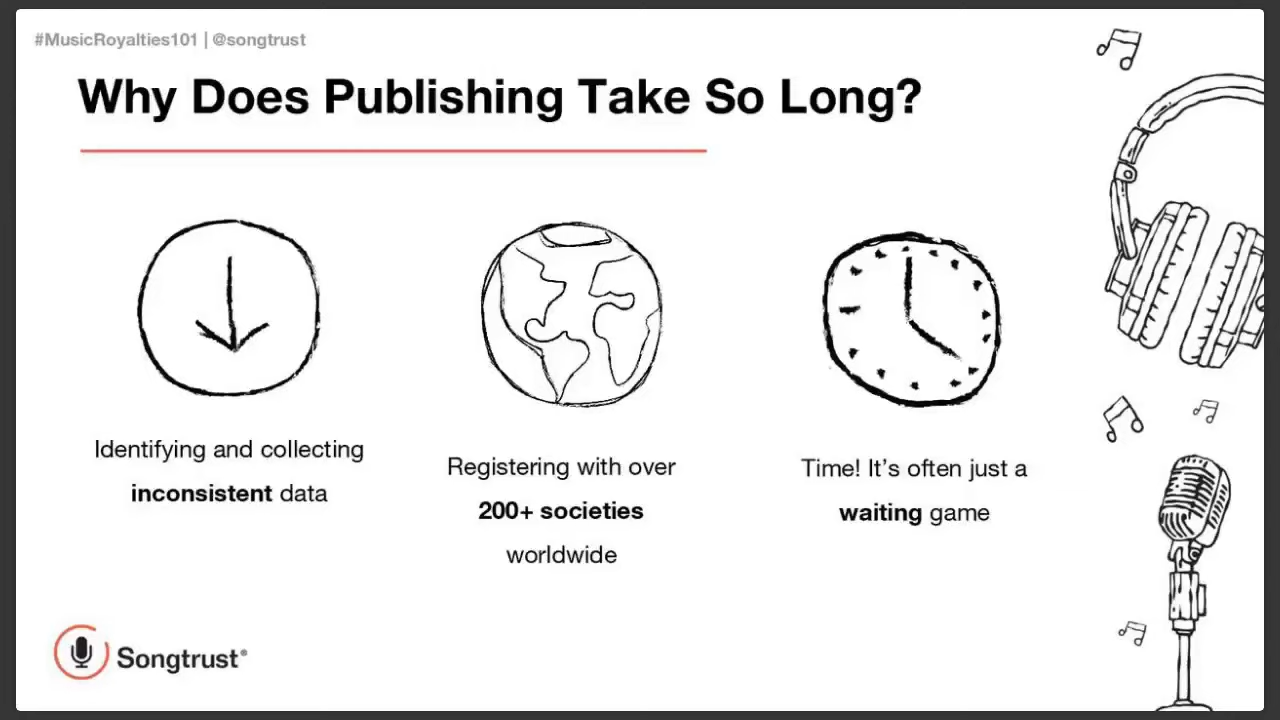 #MusicRoyalties101 | @songtrust
Why Does Publishing Take So Long?
Identifying and collecting
inconsistent data
Registering with over
200+ societies
worldwide
Time! It's often just a
waiting game
Songtrust®